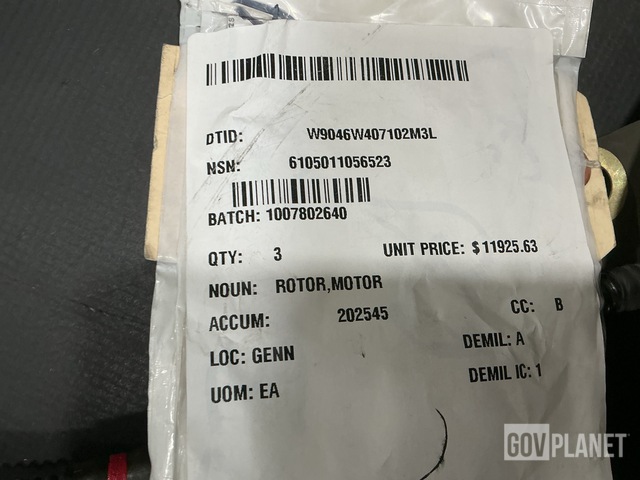 DTID: W9046W407102M3L
NSN: 6105011056523
BATCH: 1007802640
QTY: 3 UNIT PRICE: $11925.63
NOUN: ROTOR,MOTOR
ACCUM: 202545 CC: B
LOC: GENN DEMIL: A
UOM: EA DEMIL IC: 1
GOVPLANET